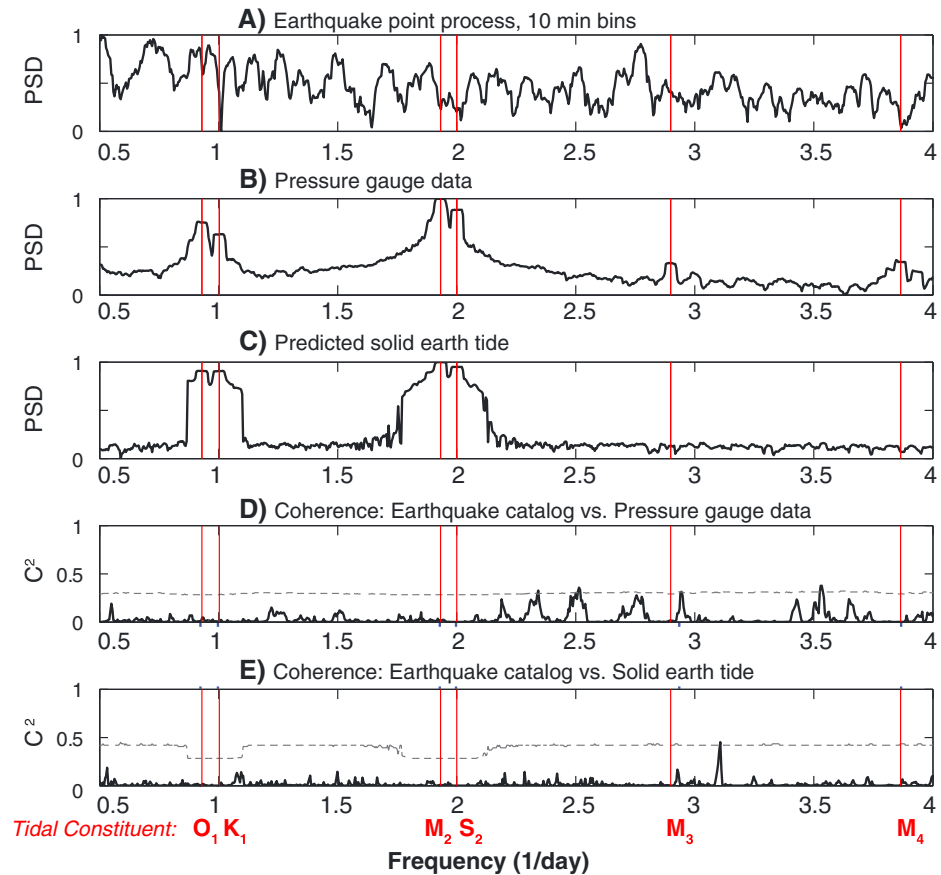 A) Earthquake point process, 10 min bins
PSD
1
0
0.5 1 1.5 2 2.5 3 3.5 4
B) Pressure gauge data
PSD
1
0
0.5 1 1.5 2 2.5 3 3.5 4
C) Predicted solid earth tide
PSD
1
0
0.5 1 1.5 2 2.5 3 3.5 4
D) Coherence: Earthquake catalog vs. Pressure gauge data
C²
1
0.5
0
0.5 1 1.5 2 2.5 3 3.5 4
E) Coherence: Earthquake catalog vs. Solid earth tide
C²
1
0.5
0
0.5 1 1.5 2 2.5 3 3.5 4
Tidal Constituent: O₁ K₁ M₂ S₂ M₃ M₄
Frequency (1/day)